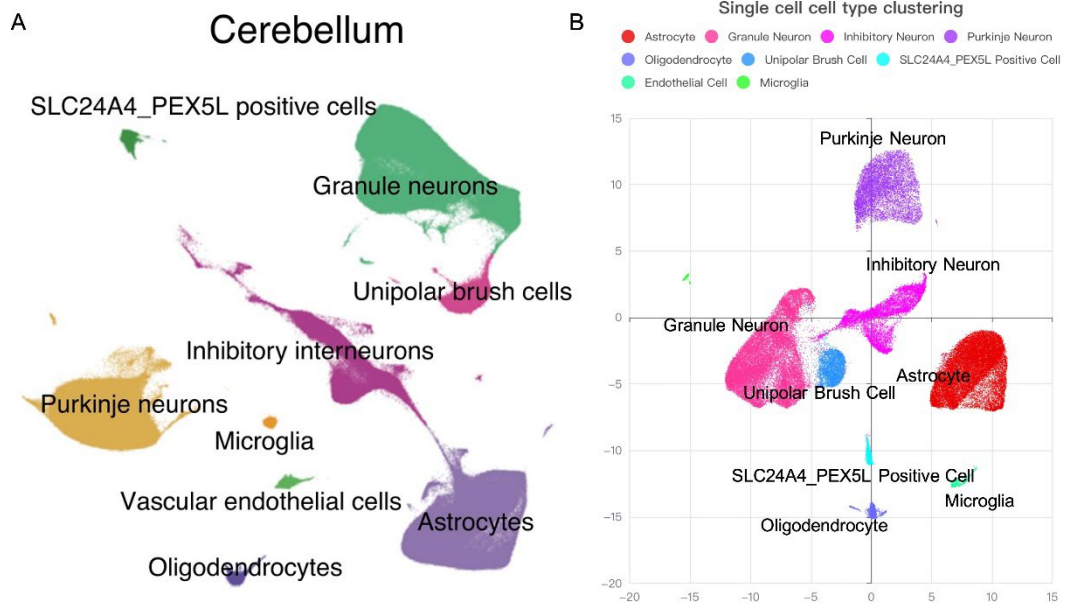 A
Cerebellum
SLC24A4_PEX5L positive cells
Granule neurons
Unipolar brush cells
Inhibitory interneurons
Purkinje neurons
Microglia
Vascular endothelial cells
Astrocytes
Oligodendrocytes
B
Single cell cell type clustering
Astrocyte Granule Neuron Inhibitory Neuron Purkinje Neuron
Oligodendrocyte Unipolar Brush Cell SLC24A4_PEX5L Positive Cell
Endothelial Cell Microglia
15
Purkinje Neuron
10
5
Inhibitory Neuron
0
Granule Neuron
Astrocyte
−5
Unipolar Brush Cell
−10
SLC24A4_PEX5L Positive Cell
Microglia
−15
Oligodendrocyte
−20
−20 −15 −10 −5 0 5 10 15